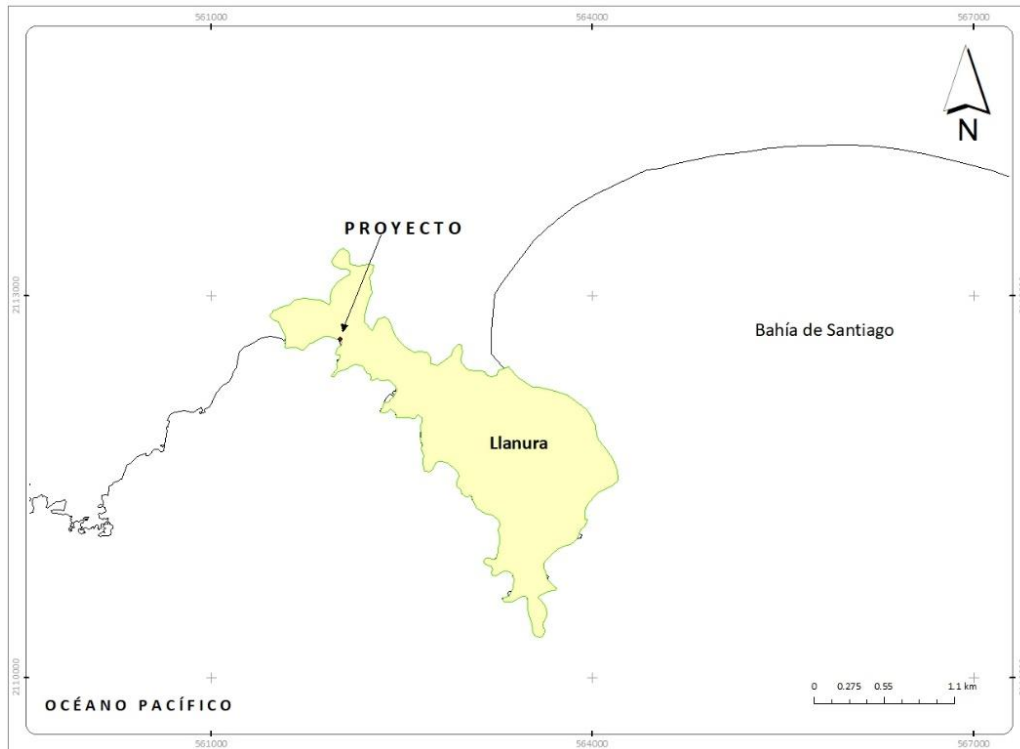 561000 564000 567000
N
PROYECTO
2113000
Bahía de Santiago
Llanura
2110000
0 0.275 0.55 1.1 km
OCÉANO PACÍFICO
561000 564000 567000